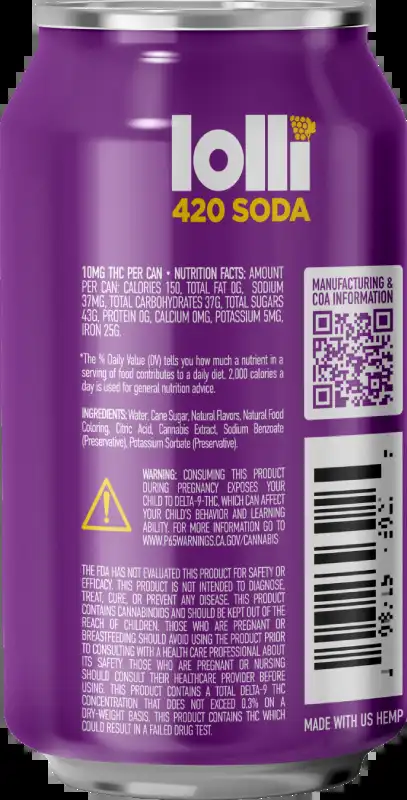 lolli
420 SODA
10MG THC PER CAN • NUTRITION FACTS: AMOUNT
PER CAN: CALORIES 150, TOTAL FAT 0G, SODIUM
37MG, TOTAL CARBOHYDRATES 37G, TOTAL SUGARS
43G, PROTEIN 0G, CALCIUM 0MG, POTASSIUM 5MG,
IRON 25G.
*The % Daily Value (DV) tells you how much a nutrient in a
serving of food contributes to a daily diet. 2,000 calories a
day is used for general nutrition advice.
INGREDIENTS: Water, Cane Sugar, Natural Flavors, Natural Food
Coloring, Citric Acid, Cannabis Extract, Sodium Benzoate
(Preservative), Potassium Sorbate (Preservative).
WARNING: CONSUMING THIS PRODUCT
DURING PREGNANCY EXPOSES YOUR
CHILD TO DELTA-9-THC, WHICH CAN AFFECT
YOUR CHILD'S BEHAVIOR AND LEARNING
ABILITY. FOR MORE INFORMATION GO TO
WWW.P65WARNINGS.CA.GOV/CANNABIS
THE FDA HAS NOT EVALUATED THIS PRODUCT FOR SAFETY OR
EFFICACY. THIS PRODUCT IS NOT INTENDED TO DIAGNOSE,
TREAT, CURE, OR PREVENT ANY DISEASE. THIS PRODUCT
CONTAINS CANNABINOIDS AND SHOULD BE KEPT OUT OF THE
REACH OF CHILDREN. THOSE WHO ARE PREGNANT OR
BREASTFEEDING SHOULD AVOID USING THE PRODUCT PRIOR
TO CONSULTING WITH A HEALTH CARE PROFESSIONAL ABOUT
ITS SAFETY. THOSE WHO ARE PREGNANT OR NURSING
SHOULD CONSULT THEIR HEALTHCARE PROVIDER BEFORE
USING. THIS PRODUCT CONTAINS A TOTAL DELTA-9 THC
CONCENTRATION THAT DOES NOT EXCEED 0.3% ON A
DRY-WEIGHT BASIS. THIS PRODUCT CONTAINS THC WHICH
COULD RESULT IN A FAILED DRUG TEST.
MANUFACTURING &
COA INFORMATION
MADE WITH US HEMP